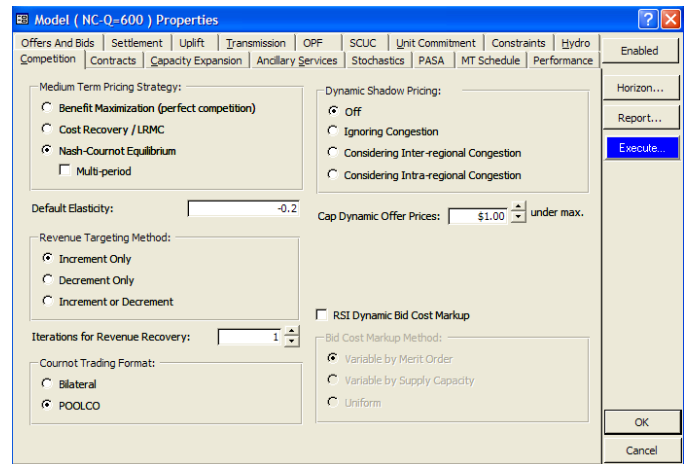 Model ( NC-Q=600 ) Properties
Offers And Bids Settlement Uplift Transmission OPF SCUC Unit Commitment Constraints Hydro
Competition Contracts Capacity Expansion Ancillary Services Stochastics PASA MT Schedule Performance
Enabled
Horizon...
Report...
Execute...
Medium Term Pricing Strategy:
Benefit Maximization (perfect competition)
Cost Recovery / LRMC
Nash-Cournot Equilibrium
Multi-period
Default Elasticity: -0.2
Revenue Targeting Method:
Increment Only
Decrement Only
Increment or Decrement
Iterations for Revenue Recovery: 1
Cournot Trading Format:
Bilateral
POOLCO
Dynamic Shadow Pricing:
Off
Ignoring Congestion
Considering Inter-regional Congestion
Considering Intra-regional Congestion
Cap Dynamic Offer Prices: $1.00 under max.
RSI Dynamic Bid Cost Markup
Bid Cost Markup Method:
Variable by Merit Order
Variable by Supply Capacity
Uniform
OK
Cancel